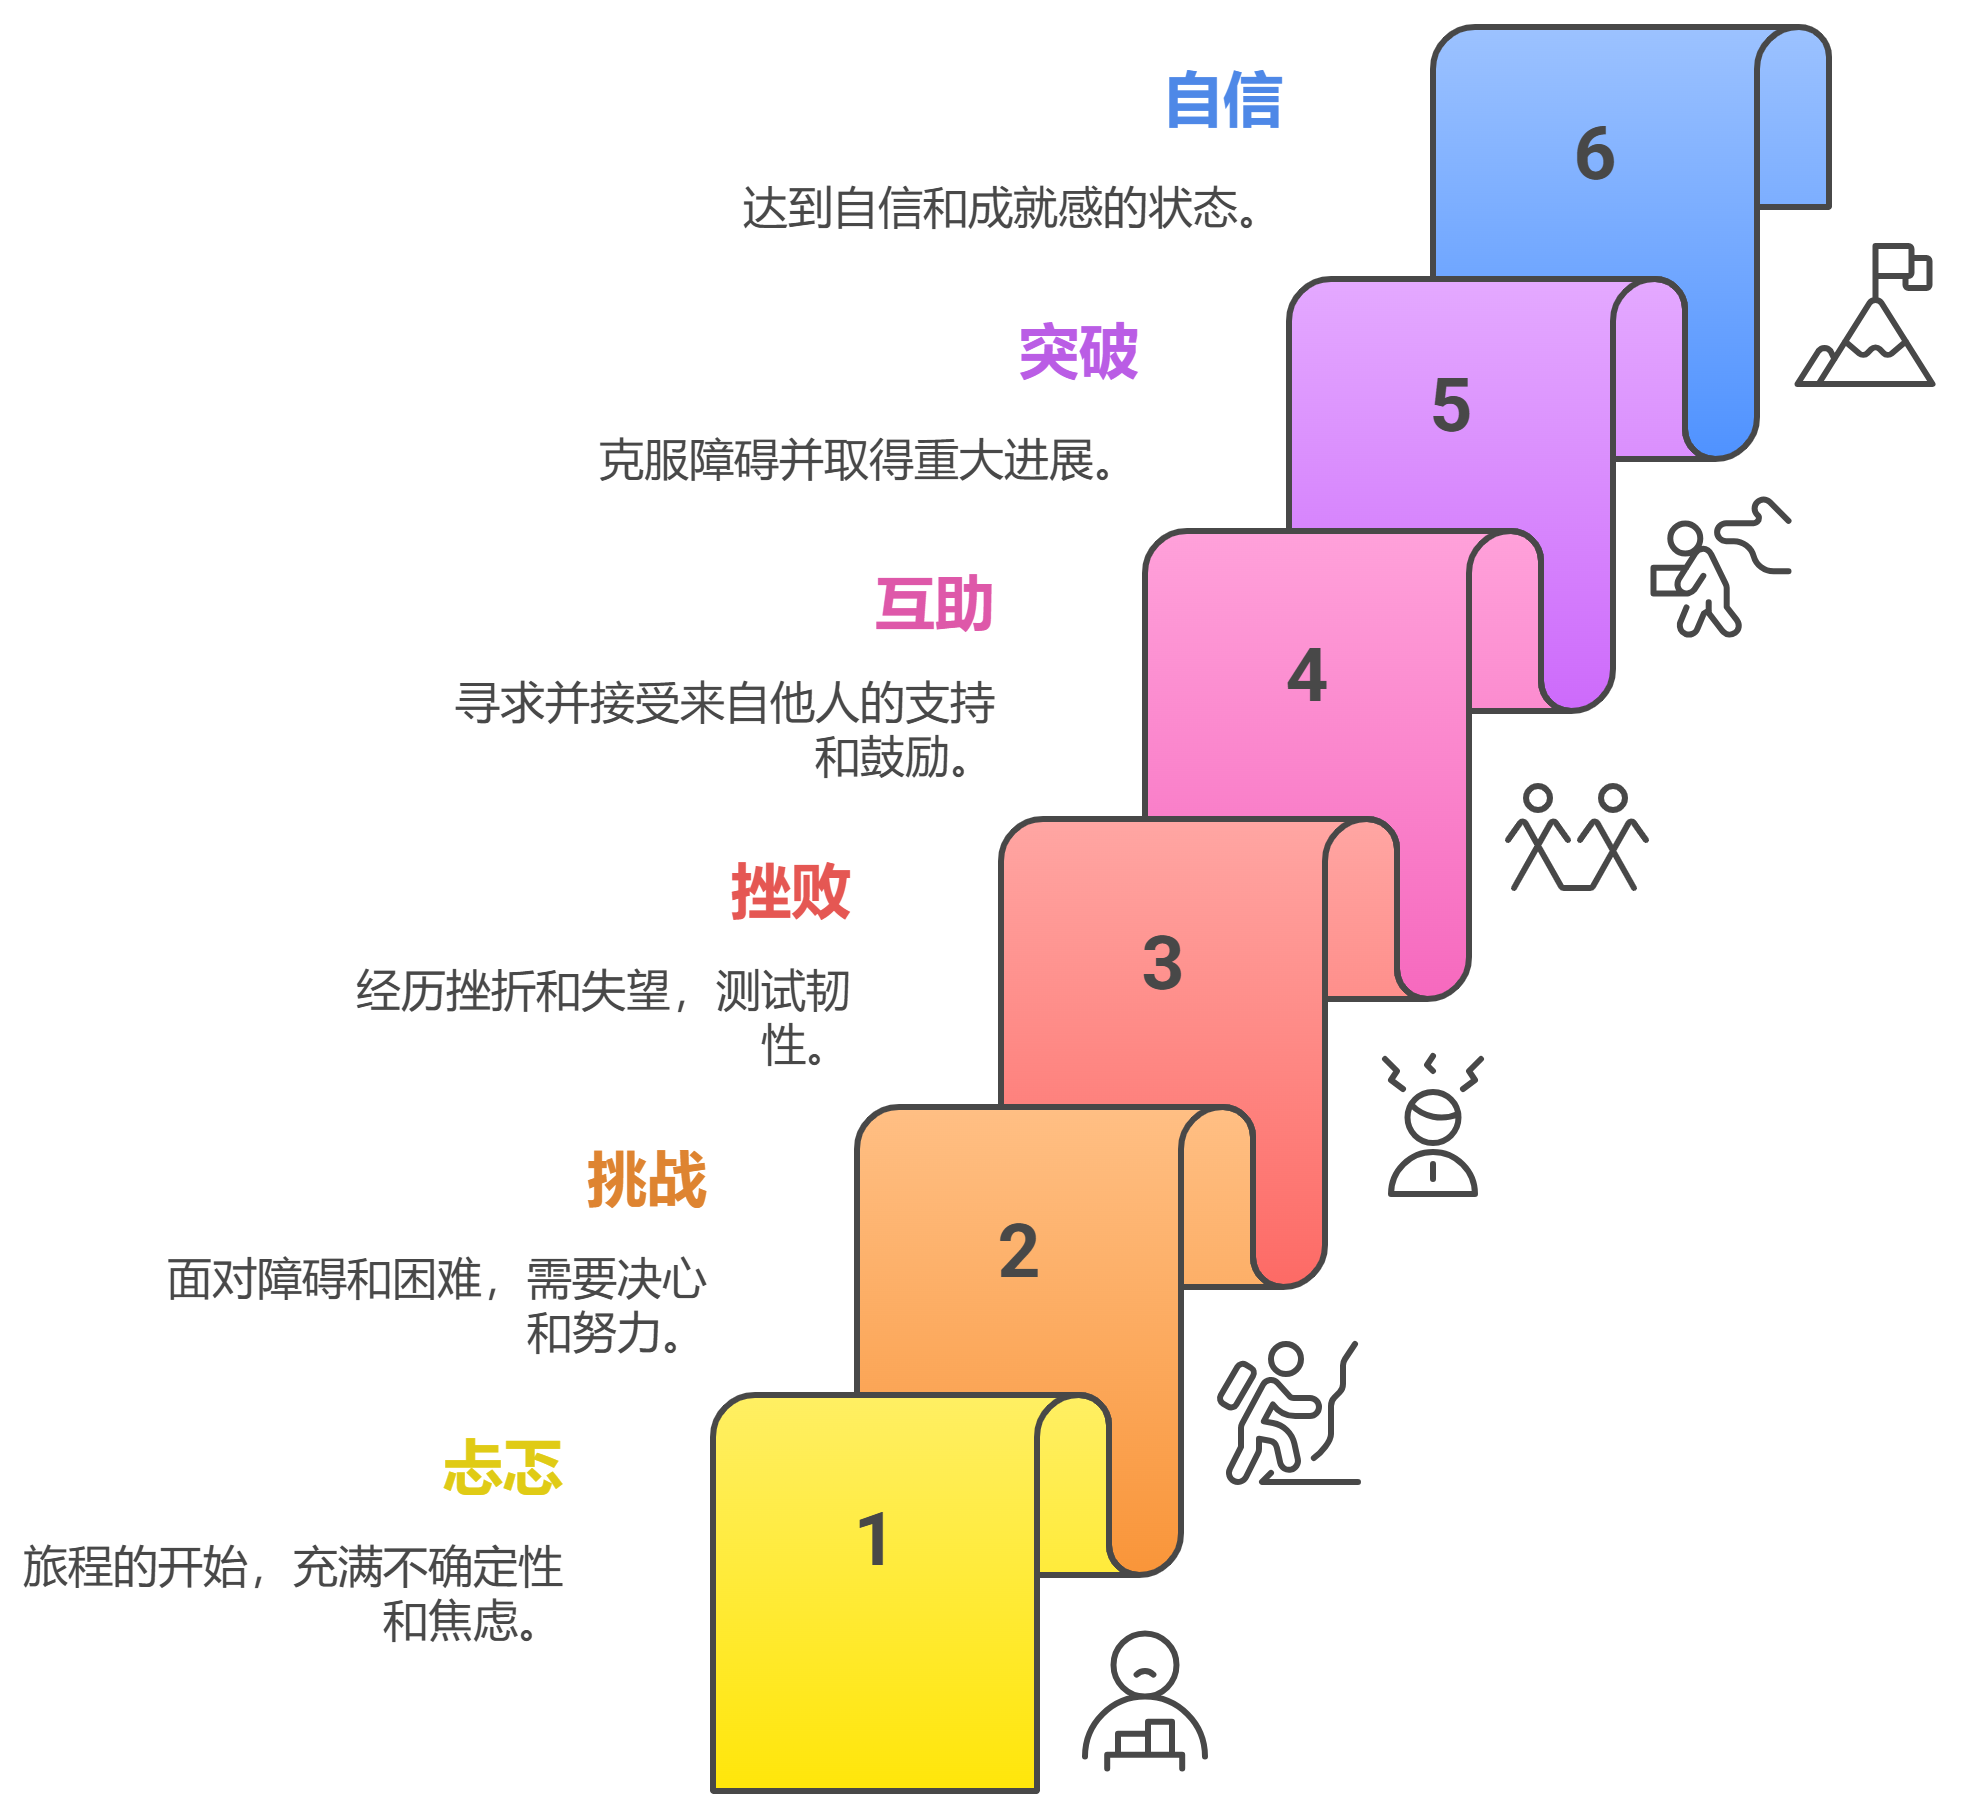 自信
6
达到自信和成就感的状态。
突破
5
克服障碍并取得重大进展。
互助
4
寻求并接受来自他人的支持
和鼓励。
挫败
3
经历挫折和失望，测试韧
性。
挑战
2
面对障碍和困难，需要决心
和努力。
忐忑
1
旅程的开始，充满不确定性
和焦虑。